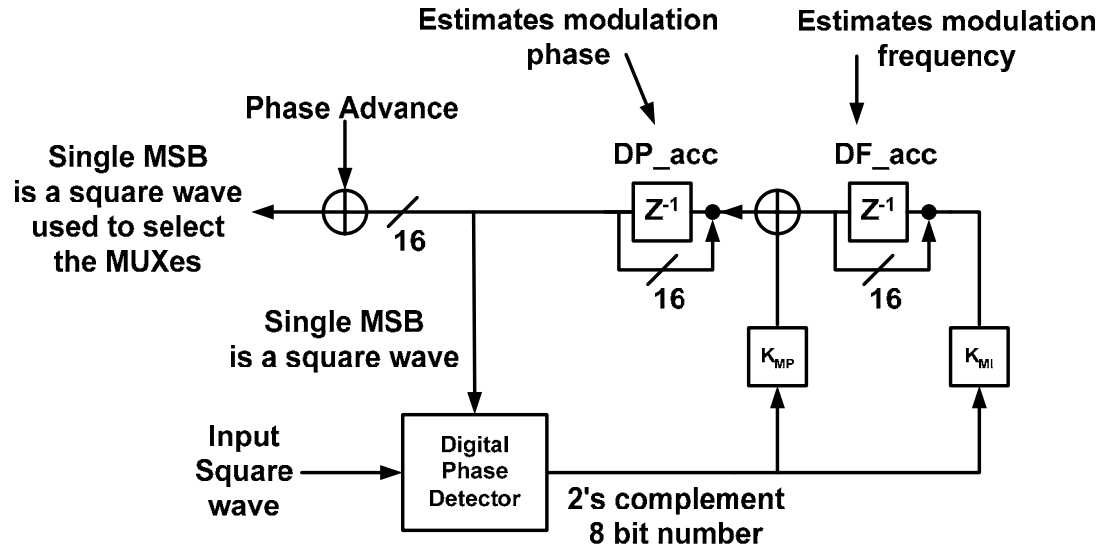 Estimates modulation
phase
Estimates modulation
frequency
Phase Advance
DP_acc
DF_acc
Single MSB
is a square wave
used to select
the MUXes
Z-1
Z-1
16
16
16
Single MSB
is a square wave
KMP
KMI
Input
Square
wave
Digital
Phase
Detector
2's complement
8 bit number